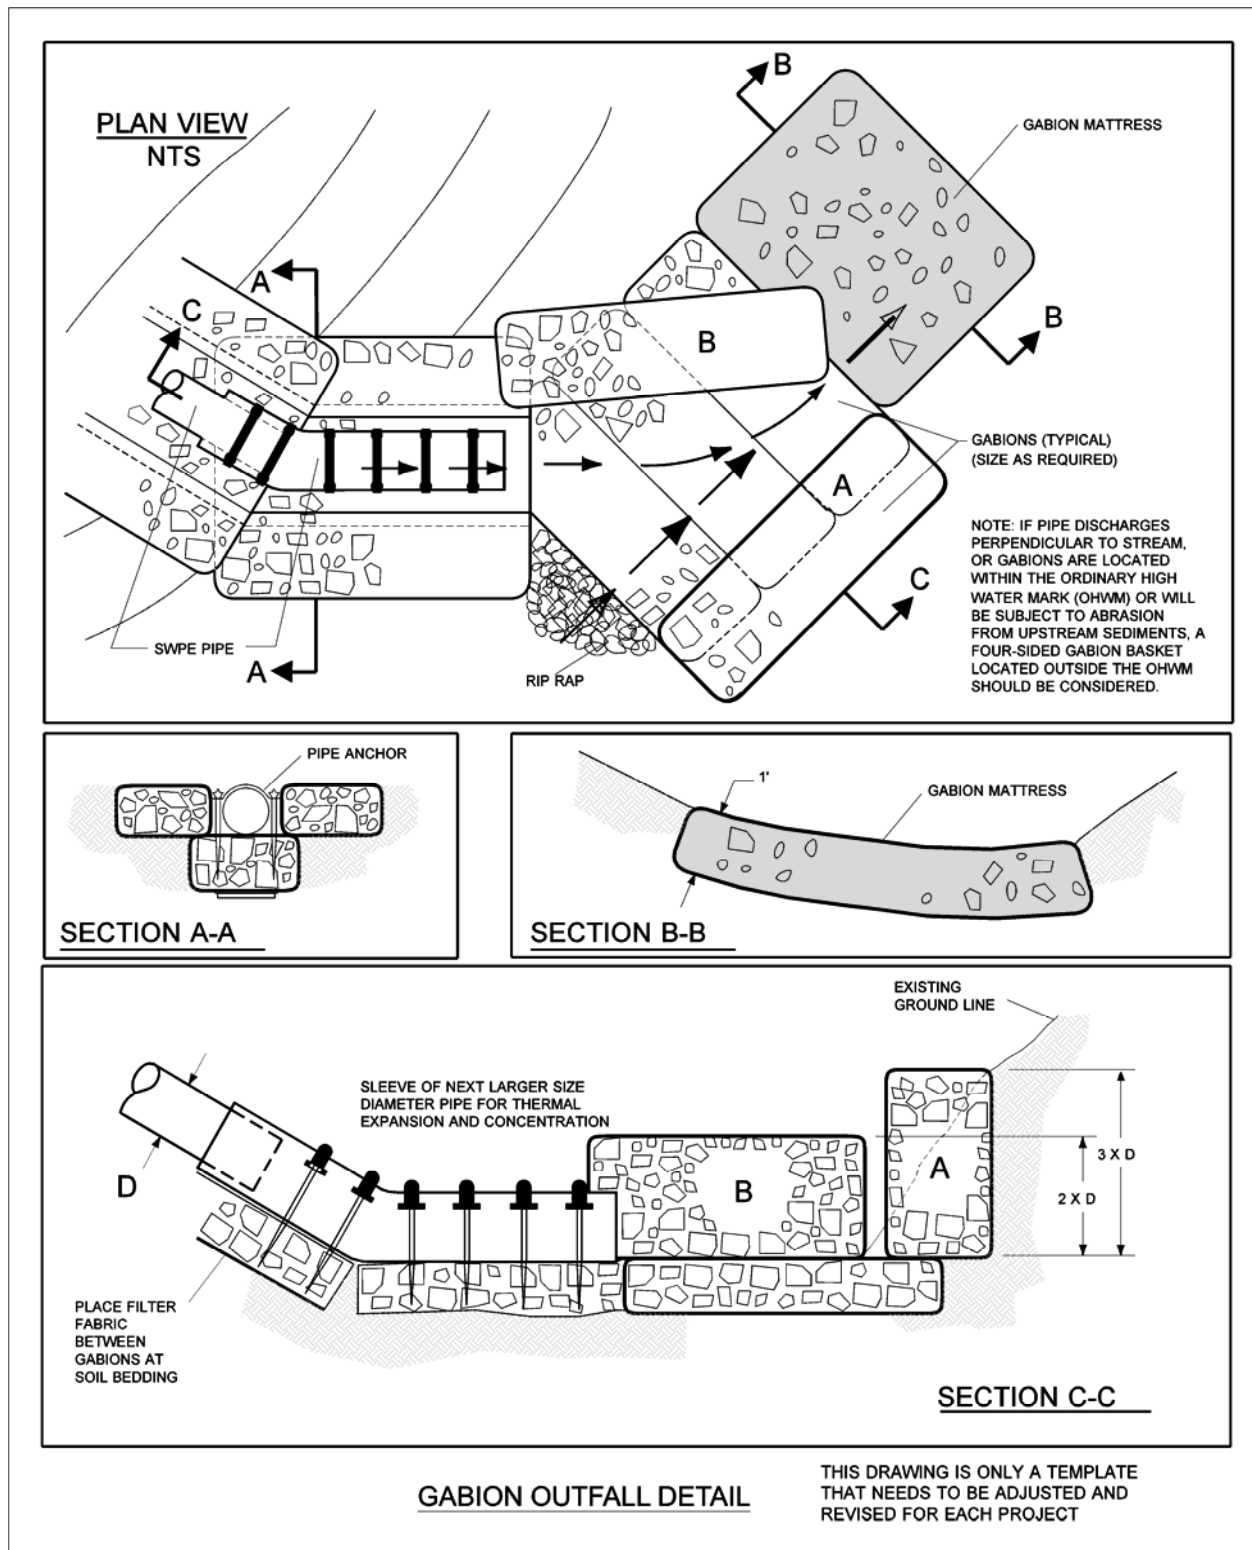 PLAN VIEW
NTS
B
GABION MATTRESS
A
C
B
B
GABIONS (TYPICAL)
(SIZE AS REQUIRED)
A
NOTE: IF PIPE DISCHARGES
PERPENDICULAR TO STREAM,
OR GABIONS ARE LOCATED
WITHIN THE ORDINARY HIGH
WATER MARK (OHWM) OR WILL
BE SUBJECT TO ABRASION
FROM UPSTREAM SEDIMENTS, A
FOUR-SIDED GABION BASKET
LOCATED OUTSIDE THE OHWM
SHOULD BE CONSIDERED.
C
SWPE PIPE
A
RIP RAP
PIPE ANCHOR
SECTION A-A
1'
GABION MATTRESS
SECTION B-B
EXISTING
GROUND LINE
SLEEVE OF NEXT LARGER SIZE
DIAMETER PIPE FOR THERMAL
EXPANSION AND CONCENTRATION
D
B
A
3 X D
2 X D
PLACE FILTER
FABRIC
BETWEEN
GABIONS AT
SOIL BEDDING
SECTION C-C
GABION OUTFALL DETAIL
THIS DRAWING IS ONLY A TEMPLATE
THAT NEEDS TO BE ADJUSTED AND
REVISED FOR EACH PROJECT